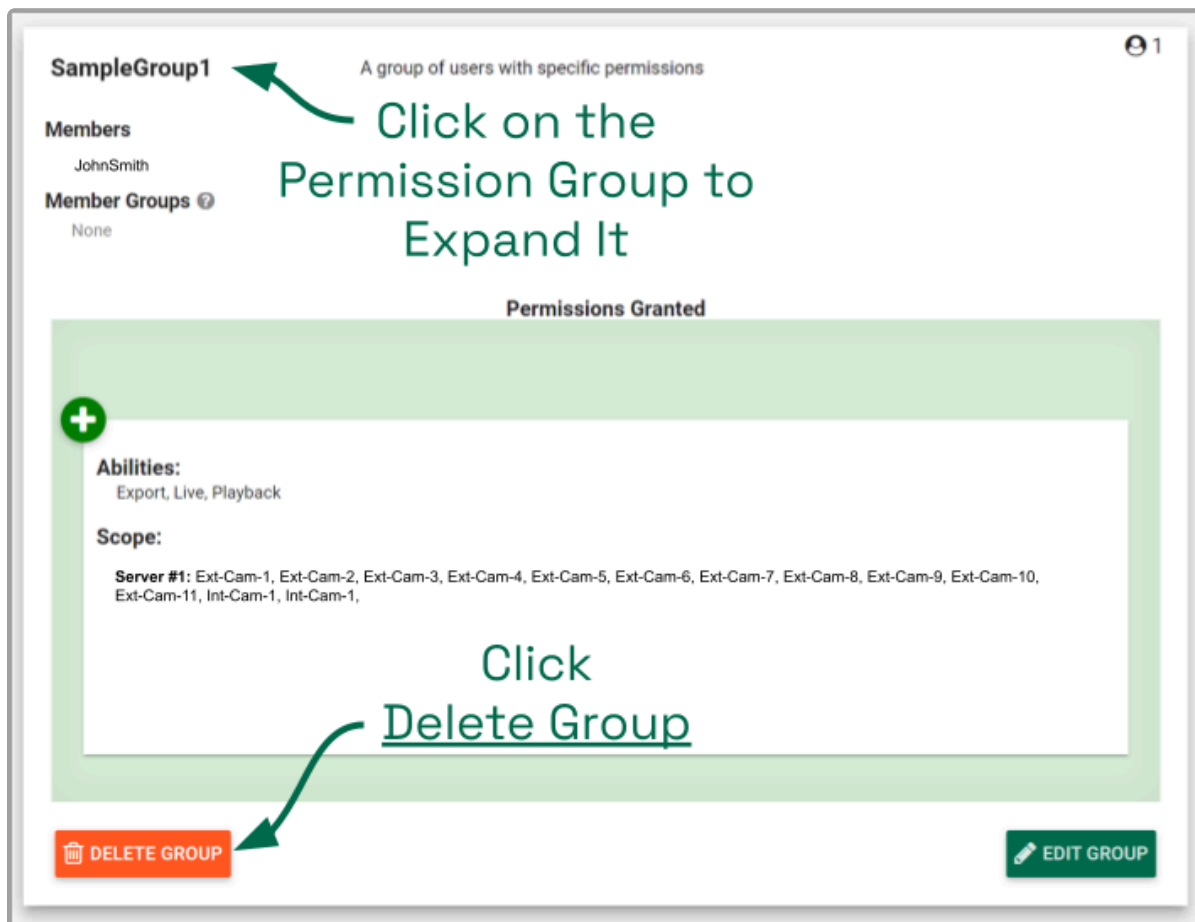 SampleGroup1
A group of users with specific permissions
1
Click on the
Permission Group to
Expand It
Members
JohnSmith
Member Groups
None
Permissions Granted
Abilities:
Export, Live, Playback
Scope:
Server #1: Ext-Cam-1, Ext-Cam-2, Ext-Cam-3, Ext-Cam-4, Ext-Cam-5, Ext-Cam-6, Ext-Cam-7, Ext-Cam-8, Ext-Cam-9, Ext-Cam-10,
Ext-Cam-11, Int-Cam-1, Int-Cam-1,
Click
Delete Group
DELETE GROUP
EDIT GROUP